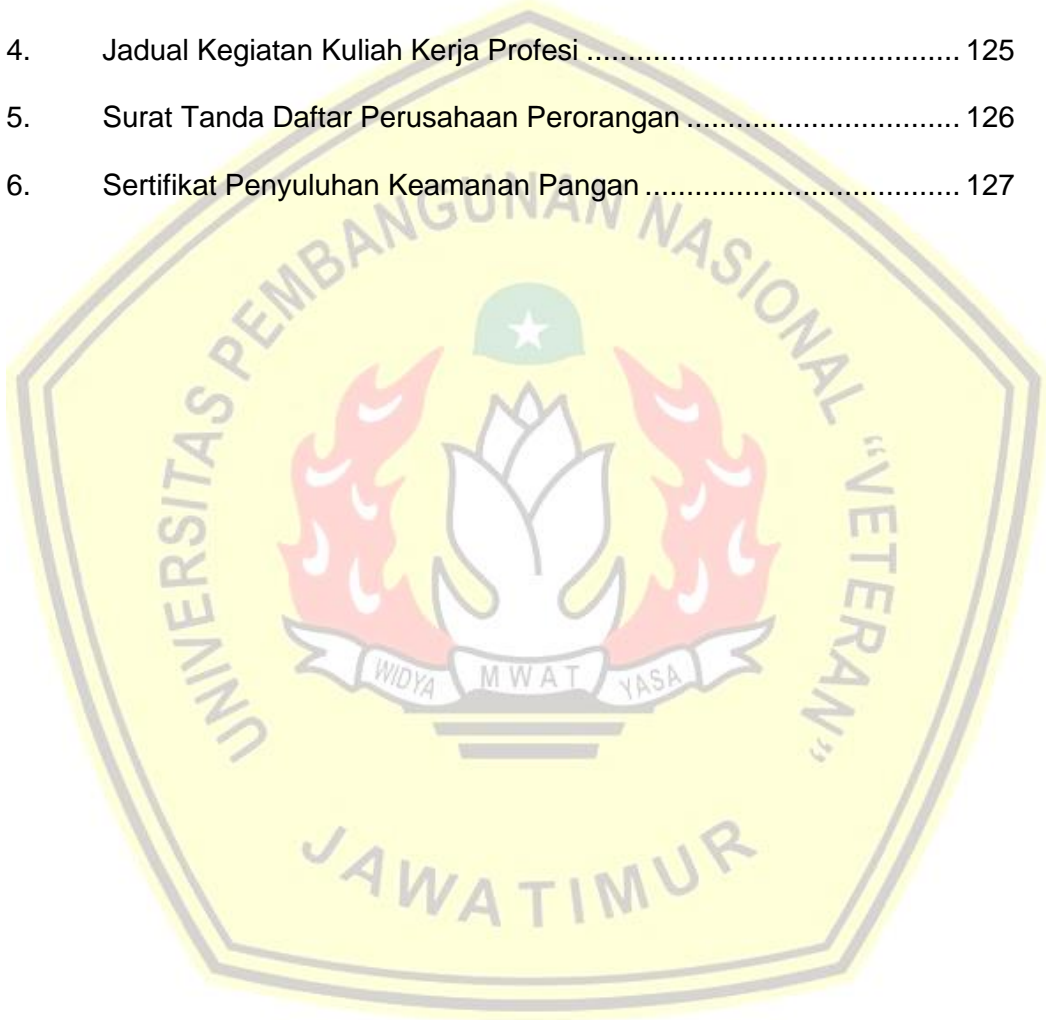 4. Jadual Kegiatan Kuliah Kerja Profesi ............................................. 125
5. Surat Tanda Daftar Perusahaan Perorangan ................................. 126
6. Sertifikat Penyuluhan Keamanan Pangan ...................................... 127
UNIVERSITAS PEMBANGUNAN NASIONAL “VETERAN”
WIDYA MWAT YASA
JAWA TIMUR